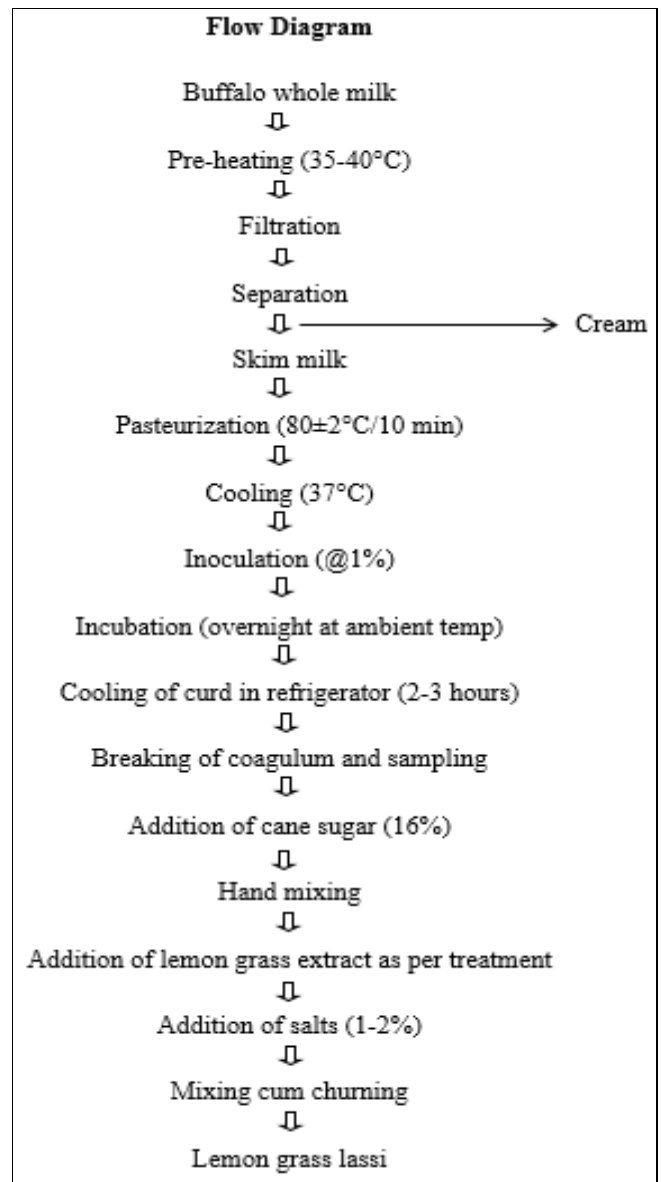 Flow Diagram
Buffalo whole milk
Pre-heating (35-40°C)
Filtration
Separation
Cream
Skim milk
Pasteurization (80±2°C/10 min)
Cooling (37°C)
Inoculation (@1%)
Incubation (overnight at ambient temp)
Cooling of curd in refrigerator (2-3 hours)
Breaking of coagulum and sampling
Addition of cane sugar (16%)
Hand mixing
Addition of lemon grass extract as per treatment
Addition of salts (1-2%)
Mixing cum churning
Lemon grass lassi